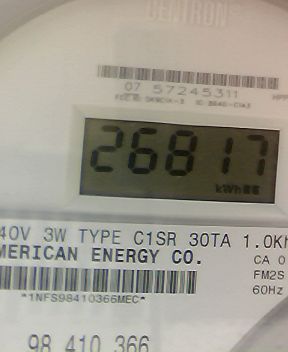 CENTRON
07 57245311
26817
kWh
40V 3W TYPE C1SR 30TA 1.0Kh
MERICAN ENERGY CO.
CA 0
FM2S
60Hz
*1NFS98410366MEC*
98 410 366